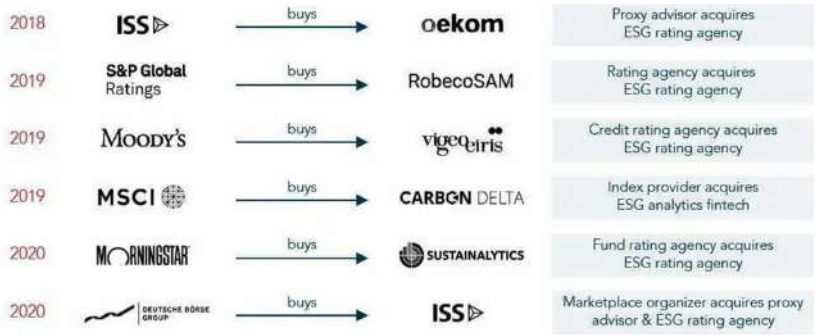 2018
ISS
buys
oekom
Proxy advisor acquires
ESG rating agency
2019
S&P Global
Ratings
buys
RobecoSAM
Rating agency acquires
ESG rating agency
2019
MOODY'S
buys
vigeoeiris
Credit rating agency acquires
ESG rating agency
2019
MSCI
buys
CARBON DELTA
Index provider acquires
ESG analytics fintech
2020
MORNINGSTAR
buys
SUSTAINALYTICS
Fund rating agency acquires
ESG rating agency
2020
DEUTSCHE BÖRSE
GROUP
buys
ISS
Marketplace organizer acquires proxy
advisor & ESG rating agency